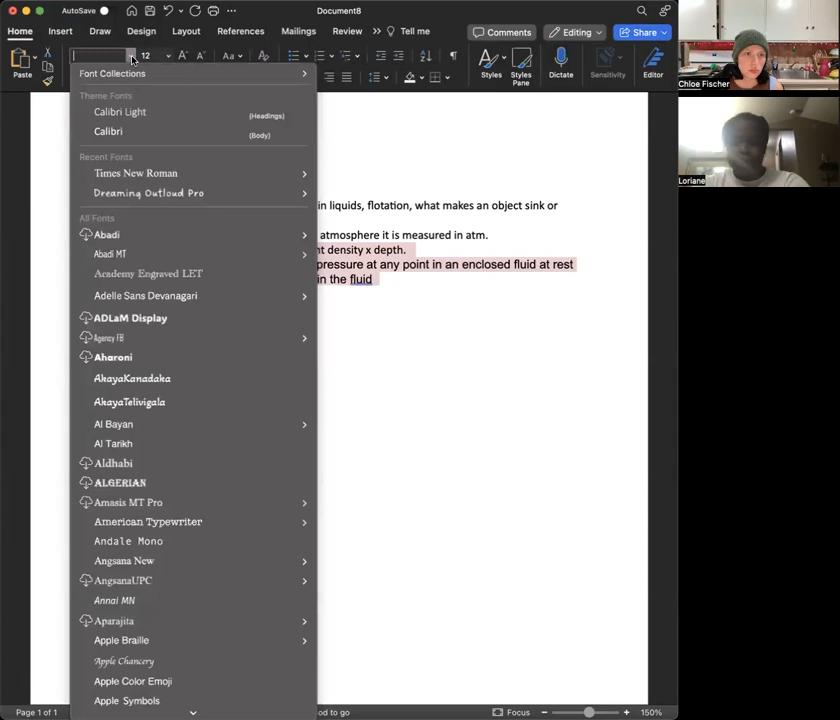 AutoSave
Document8
Home Insert Draw Design Layout References Mailings Review Tell me Comments Editing Share
Paste 12 Aa Styles Styles Pane Dictate Sensitivity Editor
Font Collections
Theme Fonts
Calibri Light (Headings)
Calibri (Body)
Recent Fonts
Times New Roman
Dreaming Outloud Pro
All Fonts
Abadi
Abadi MT
Academy Engraved LET
Adelle Sans Devanagari
ADLaM Display
Agency FB
Aharoni
AkayaKanadaka
AkayaTelivigala
Al Bayan
Al Tarikh
Aldhabi
ALGERIAN
Amasis MT Pro
American Typewriter
Andale Mono
Angsana New
AngsanaUPC
Annai MN
Aparajita
Apple Braille
Apple Chancery
Apple Color Emoji
Apple Symbols
in liquids, flotation, what makes an object sink or
atmosphere it is measured in atm.
nt density x depth.
pressure at any point in an enclosed fluid at rest
in the fluid
Page 1 of 1 od to go Focus 150%
Chloe Fischer
Loriane